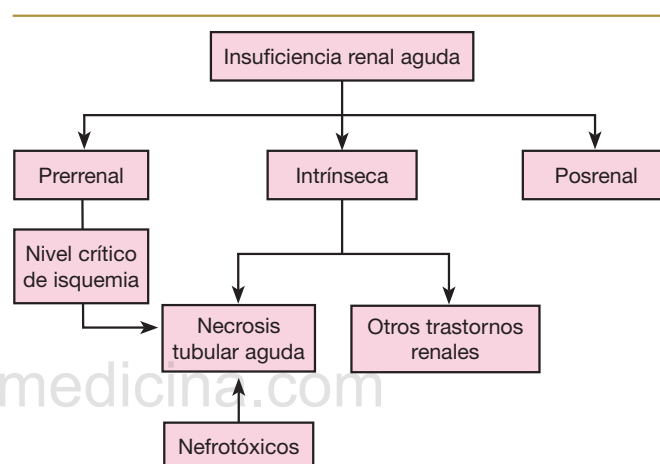 Insuficiencia renal aguda
Prerrenal
Intrínseca
Posrenal
Nivel crítico
de isquemia
Necrosis
tubular aguda
Otros trastornos
renales
medicina.com
Nefrotóxicos